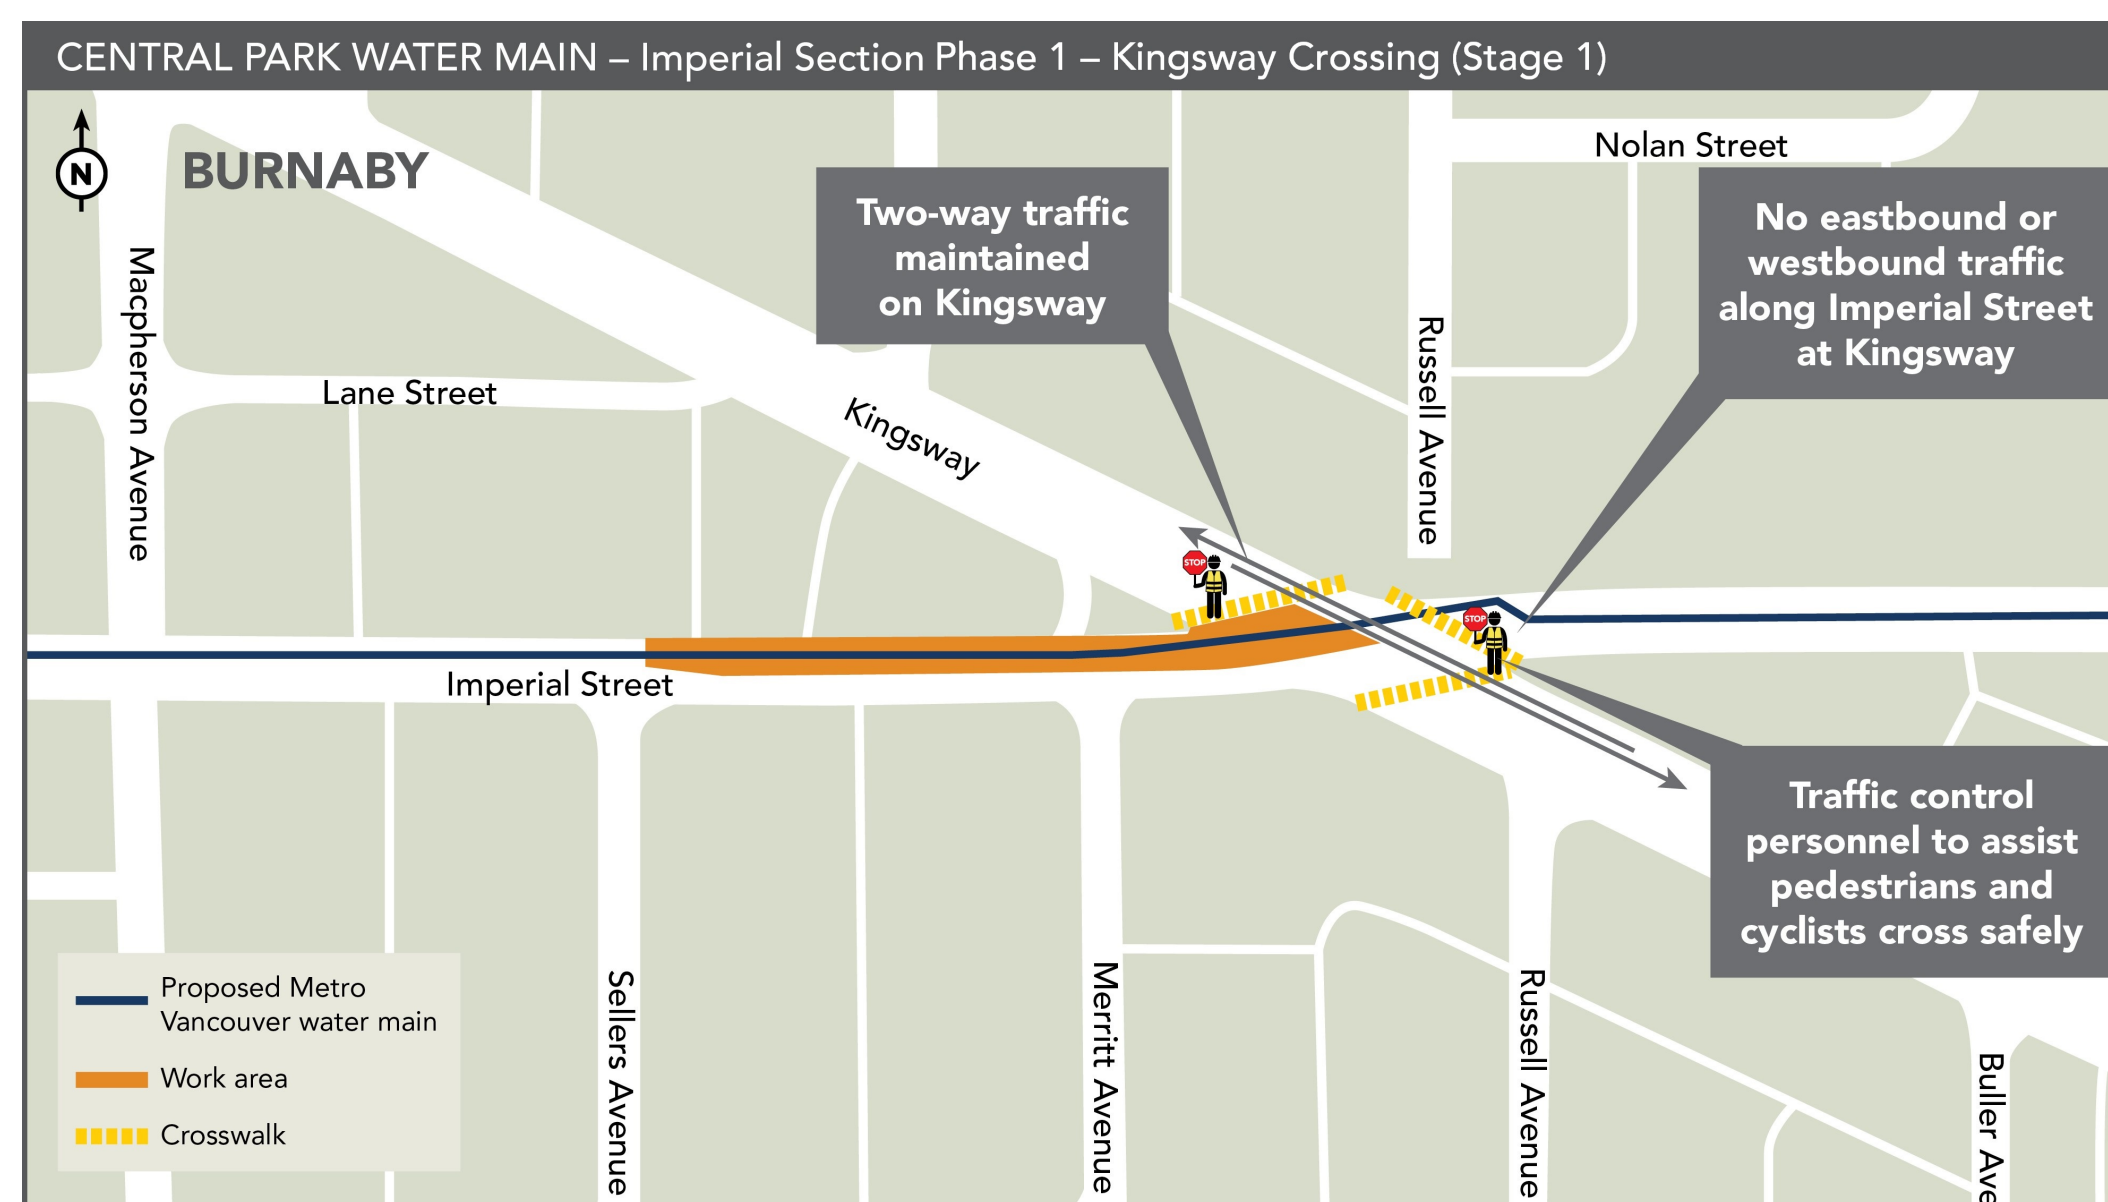 CENTRAL PARK WATER MAIN – Imperial Section Phase 1 – Kingsway Crossing (Stage 1)
N
BURNABY
Nolan Street
Two-way traffic
maintained
on Kingsway
No eastbound or
westbound traffic
along Imperial Street
at Kingsway
Macpherson Avenue
Lane Street
Kingsway
Russell Avenue
STOP
STOP
Imperial Street
Traffic control
personnel to assist
pedestrians and
cyclists cross safely
Sellers Avenue
Merritt Avenue
Russell Avenue
Buller Ave
Proposed Metro
Vancouver water main
Work area
Crosswalk